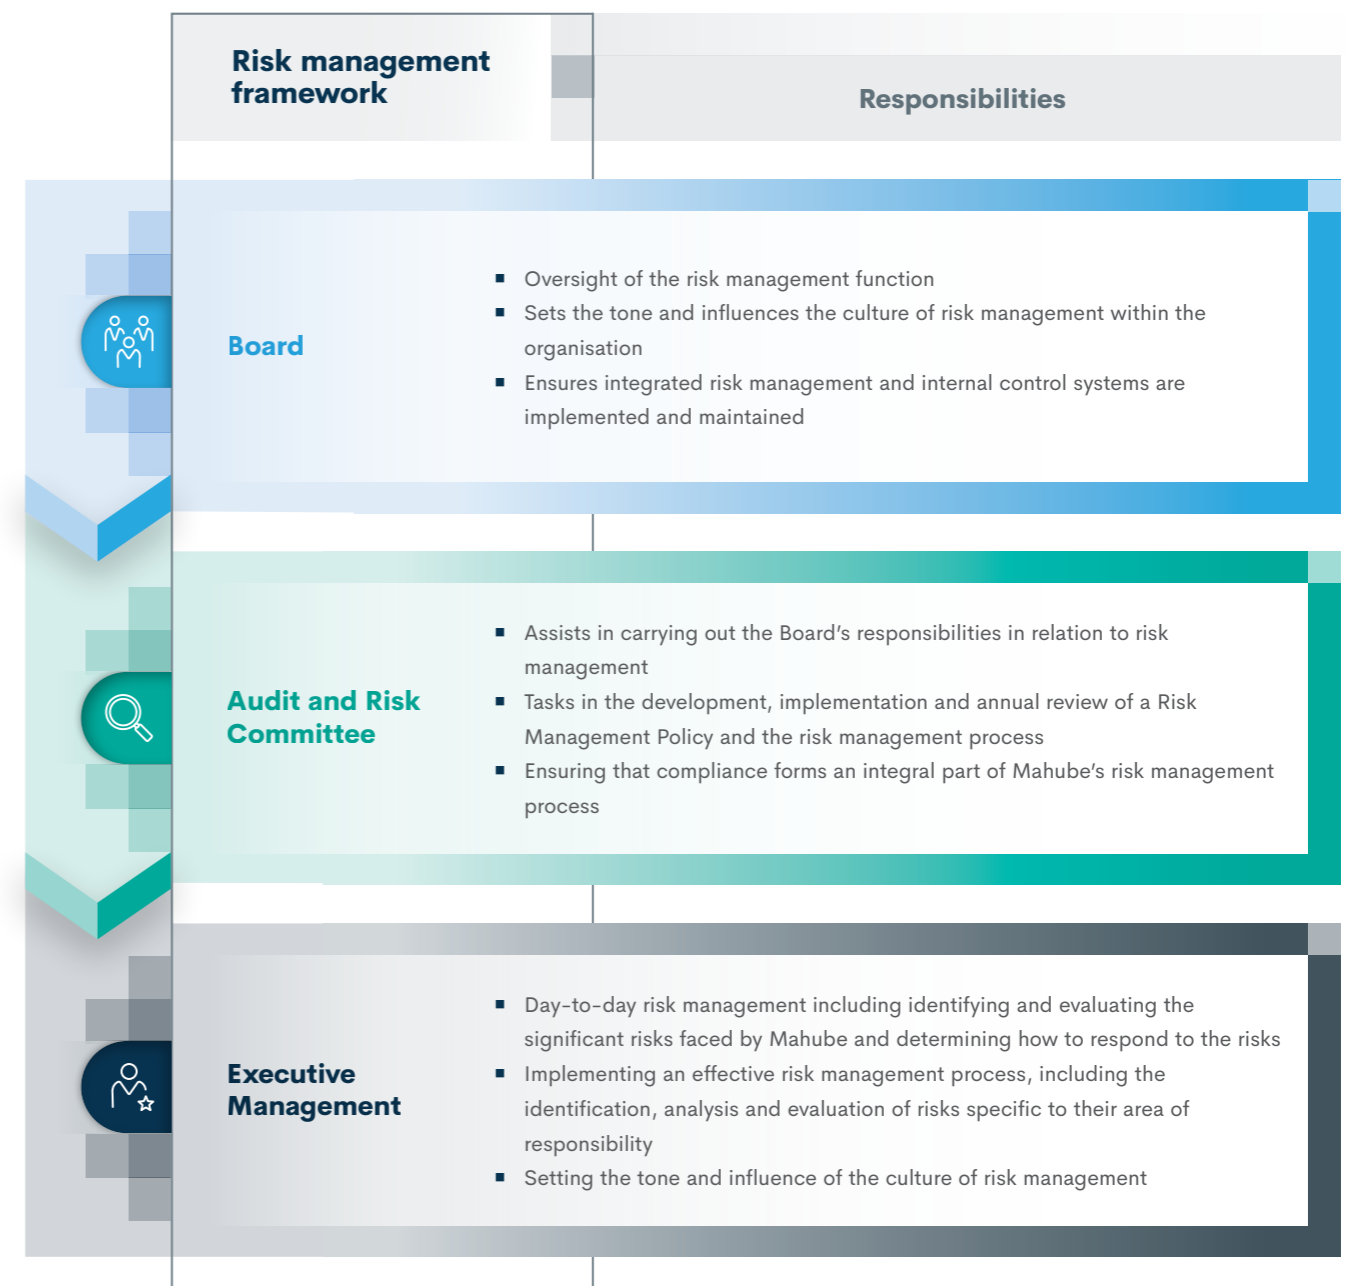 Risk management
framework
Responsibilities
Board
▪ Oversight of the risk management function
▪ Sets the tone and influences the culture of risk management within the
organisation
▪ Ensures integrated risk management and internal control systems are
implemented and maintained
Audit and Risk
Committee
▪ Assists in carrying out the Board’s responsibilities in relation to risk
management
▪ Tasks in the development, implementation and annual review of a Risk
Management Policy and the risk management process
▪ Ensuring that compliance forms an integral part of Mahube’s risk management
process
Executive
Management
▪ Day-to-day risk management including identifying and evaluating the
significant risks faced by Mahube and determining how to respond to the risks
▪ Implementing an effective risk management process, including the
identification, analysis and evaluation of risks specific to their area of
responsibility
▪ Setting the tone and influence of the culture of risk management